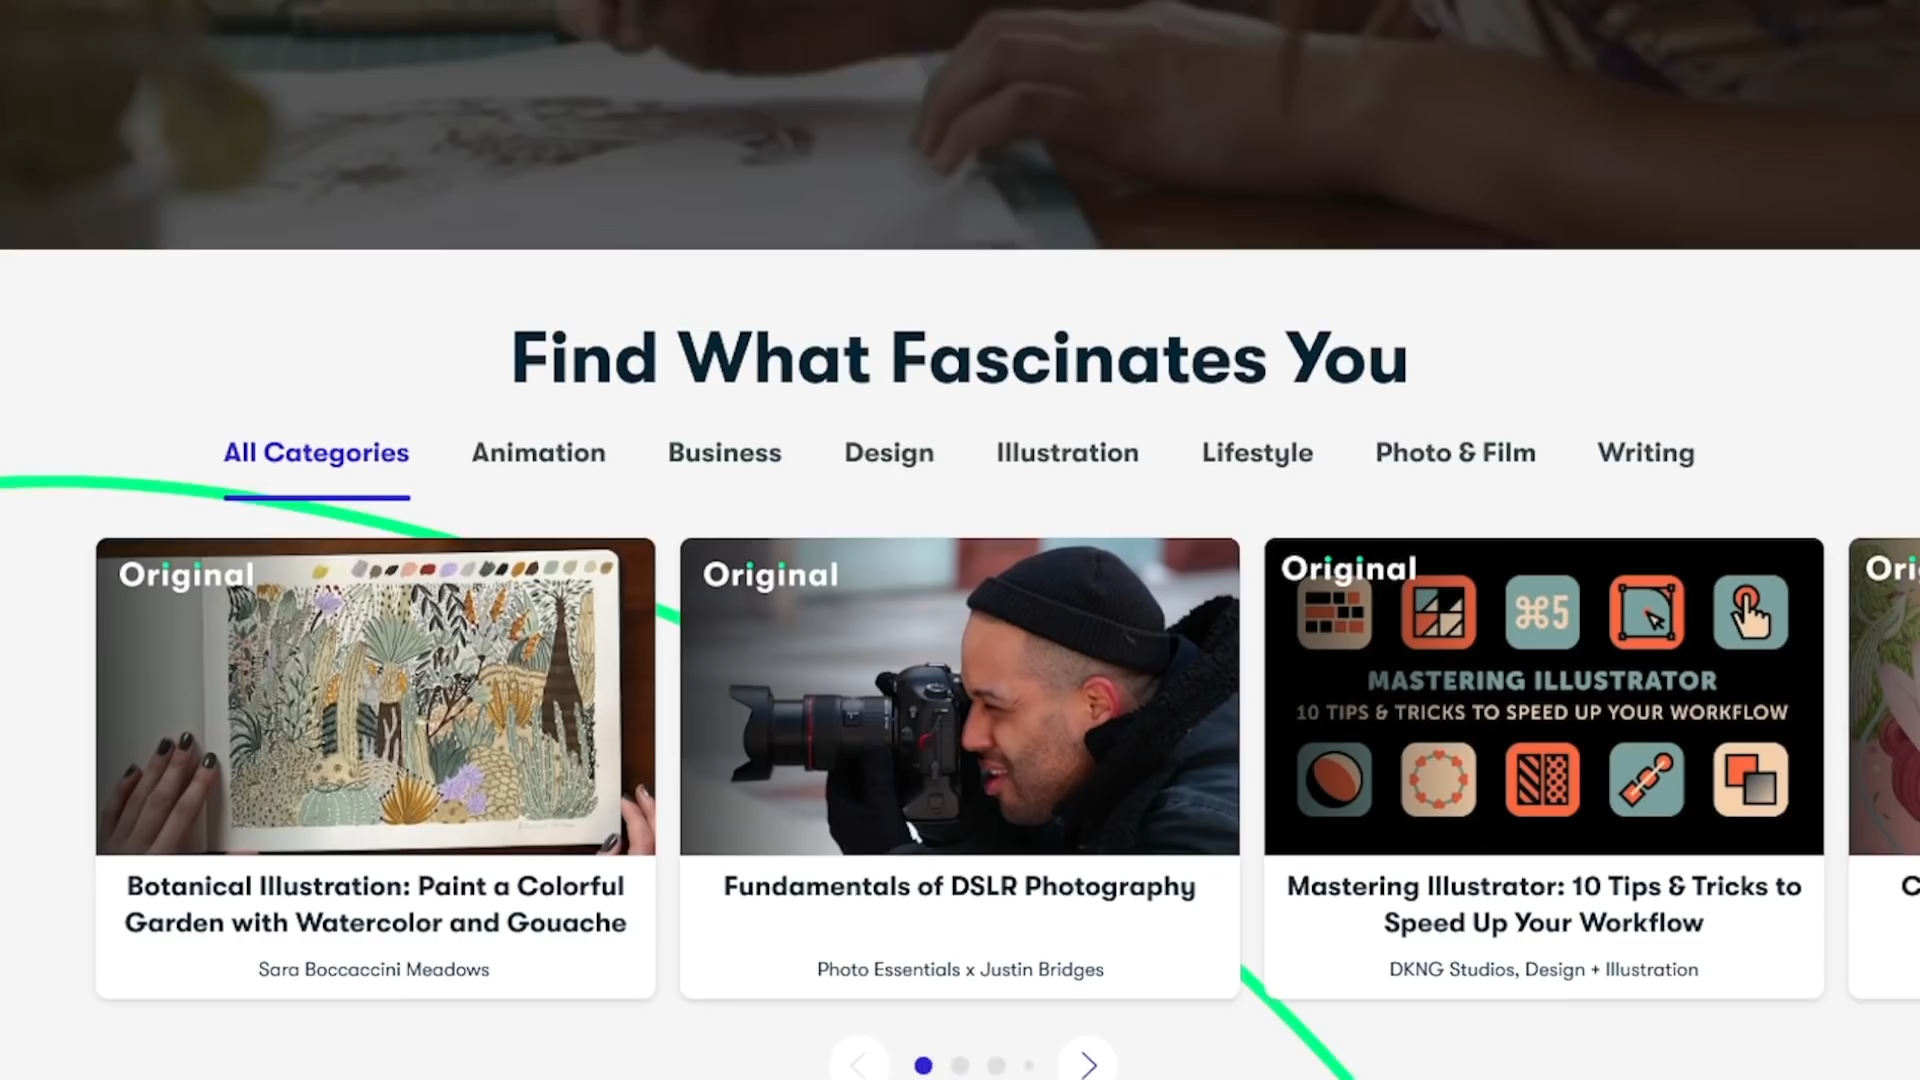 Find What Fascinates You
All Categories Animation Business Design Illustration Lifestyle Photo & Film Writing
Original
Original
Original
⌘5
MASTERING ILLUSTRATOR
10 TIPS & TRICKS TO SPEED UP YOUR WORKFLOW
Botanical Illustration: Paint a Colorful
Garden with Watercolor and Gouache
Sara Boccaccini Meadows
Fundamentals of DSLR Photography
Photo Essentials x Justin Bridges
Mastering Illustrator: 10 Tips & Tricks to
Speed Up Your Workflow
DKNG Studios, Design + Illustration